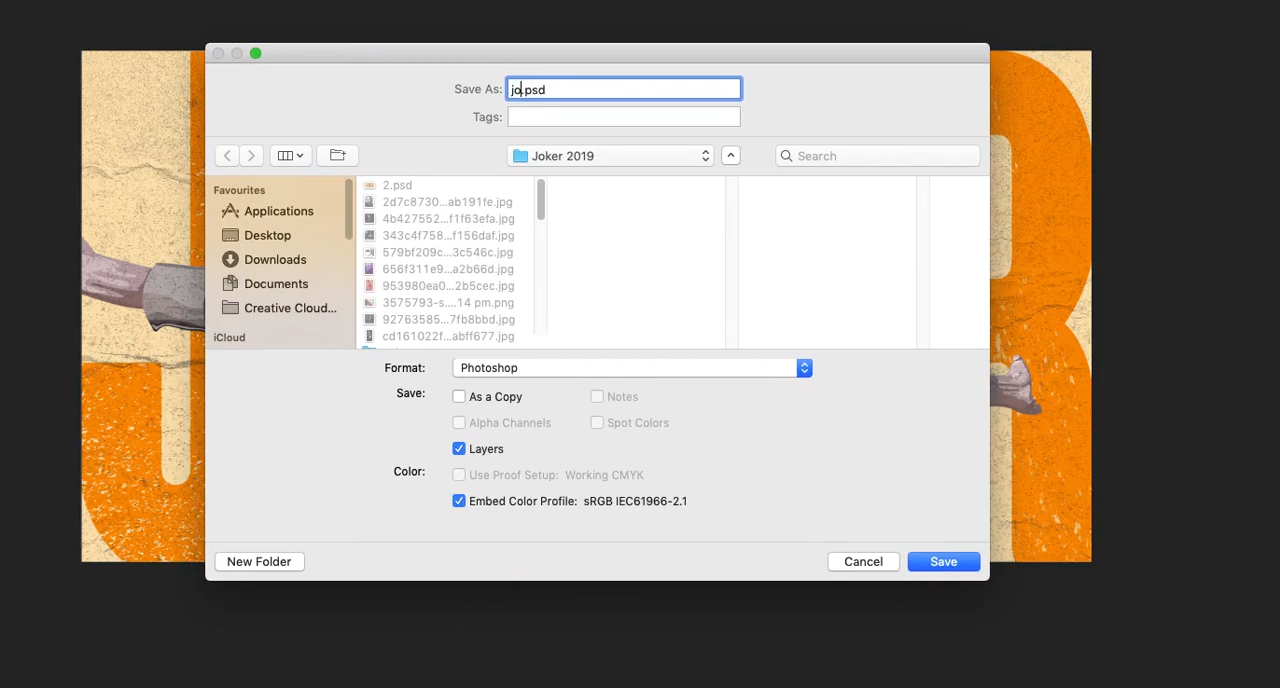 Save As: jo.psd
Tags:
Joker 2019
Search
Favourites
Applications
Desktop
Downloads
Documents
Creative Cloud...
iCloud
2.psd
2d7c8730...ab191fe.jpg
4b427552...f1f63efa.jpg
343c4f758...f156daf.jpg
579bf209c...3c546c.jpg
656f311e9...a2b66d.jpg
953980ea0...2b5cec.jpg
3575793-s....14 pm.png
92763585...7fb8bbd.jpg
cd161022f...abff677.jpg
Format: Photoshop
Save: As a Copy Notes
Alpha Channels Spot Colors
Layers
Color: Use Proof Setup: Working CMYK
Embed Color Profile: sRGB IEC61966-2.1
New Folder Cancel Save